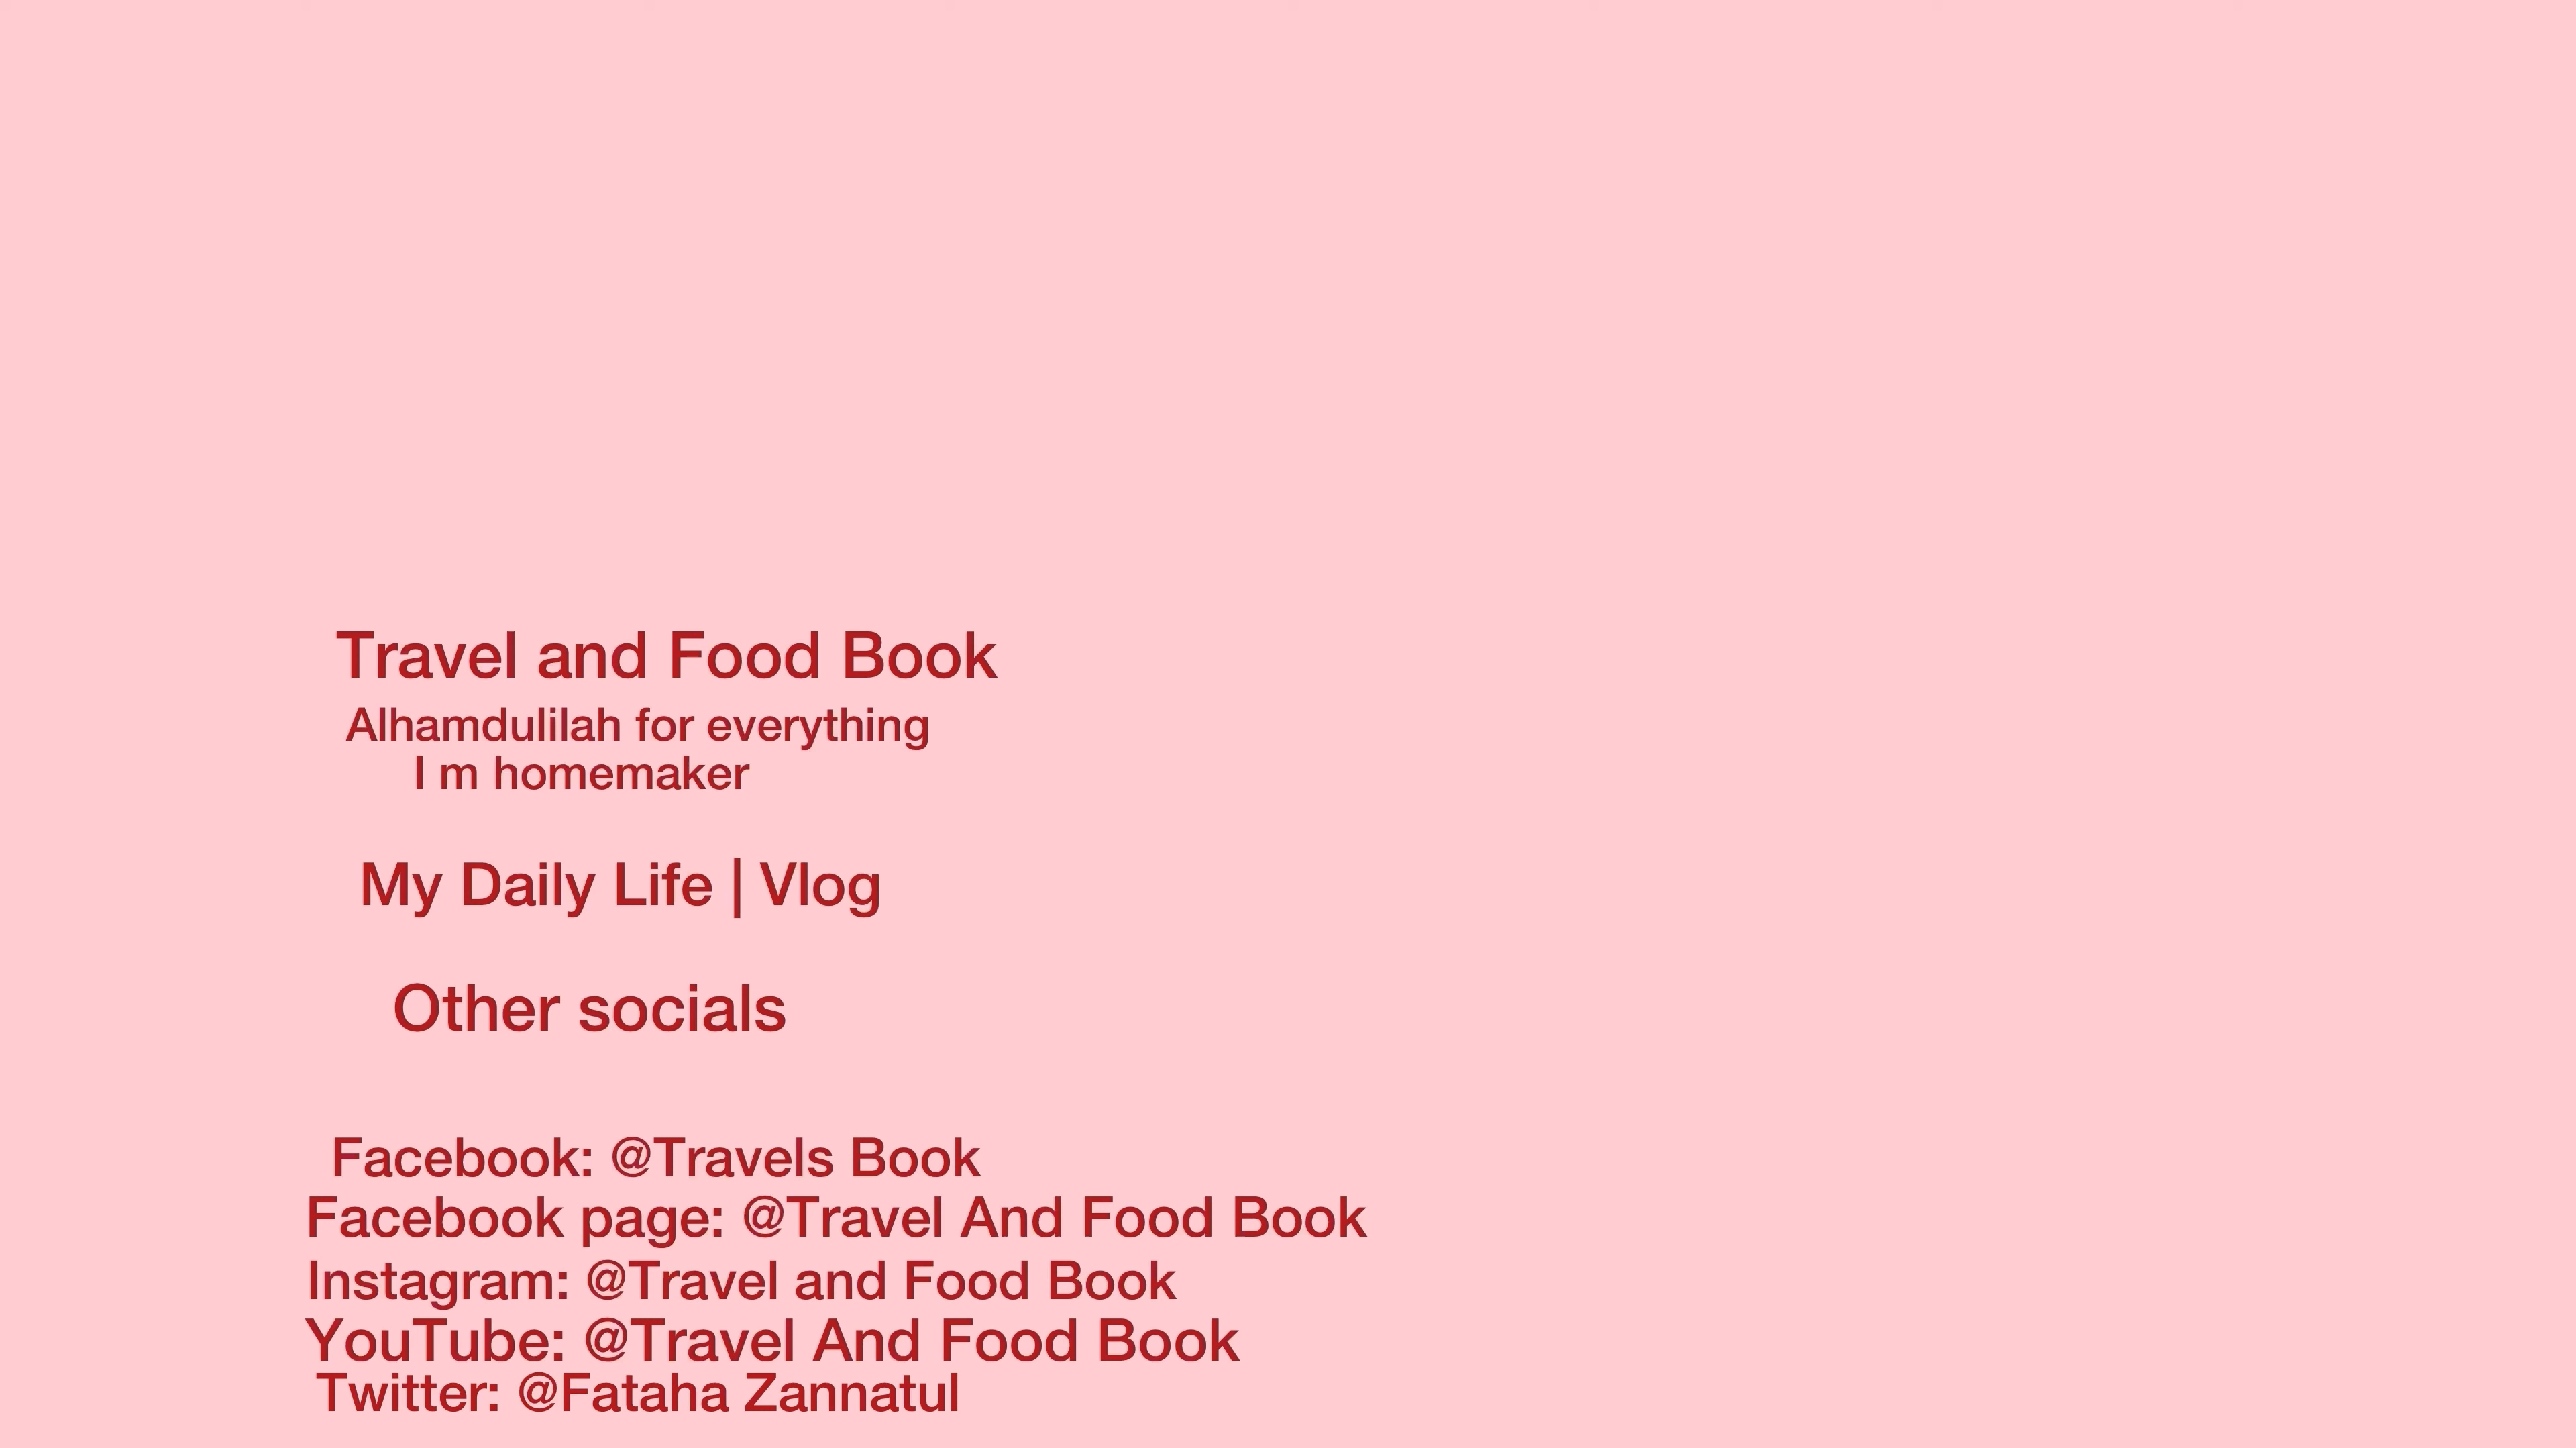 Travel and Food Book
Alhamdulilah for everything
I m homemaker
My Daily Life | Vlog
Other socials
Facebook: @Travels Book
Facebook page: @Travel And Food Book
Instagram: @Travel and Food Book
YouTube: @Travel And Food Book
Twitter: @Fataha Zannatul